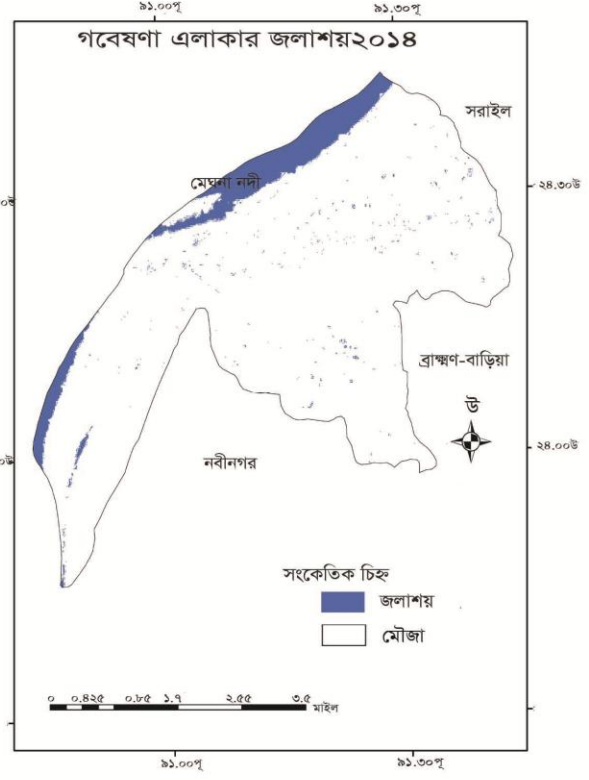 ৯১.০০পূ ৯১.৩০পূ
গবেষণা এলাকার জলাশয়২০১৪
সরাইল
মেঘনা নদী
২৪.৩০উ
ব্রাক্ষ্মণ-বাড়িয়া
উ
২৪.০০উ
নবীনগর
সংকেতিক চিহ্ন
জলাশয়
মৌজা
০ ০.৪২৫ ০.৮৫ ১.৭ ২.৫৫ ৩.৫
মাইল
৯১.০০পূ ৯১.৩০পূ